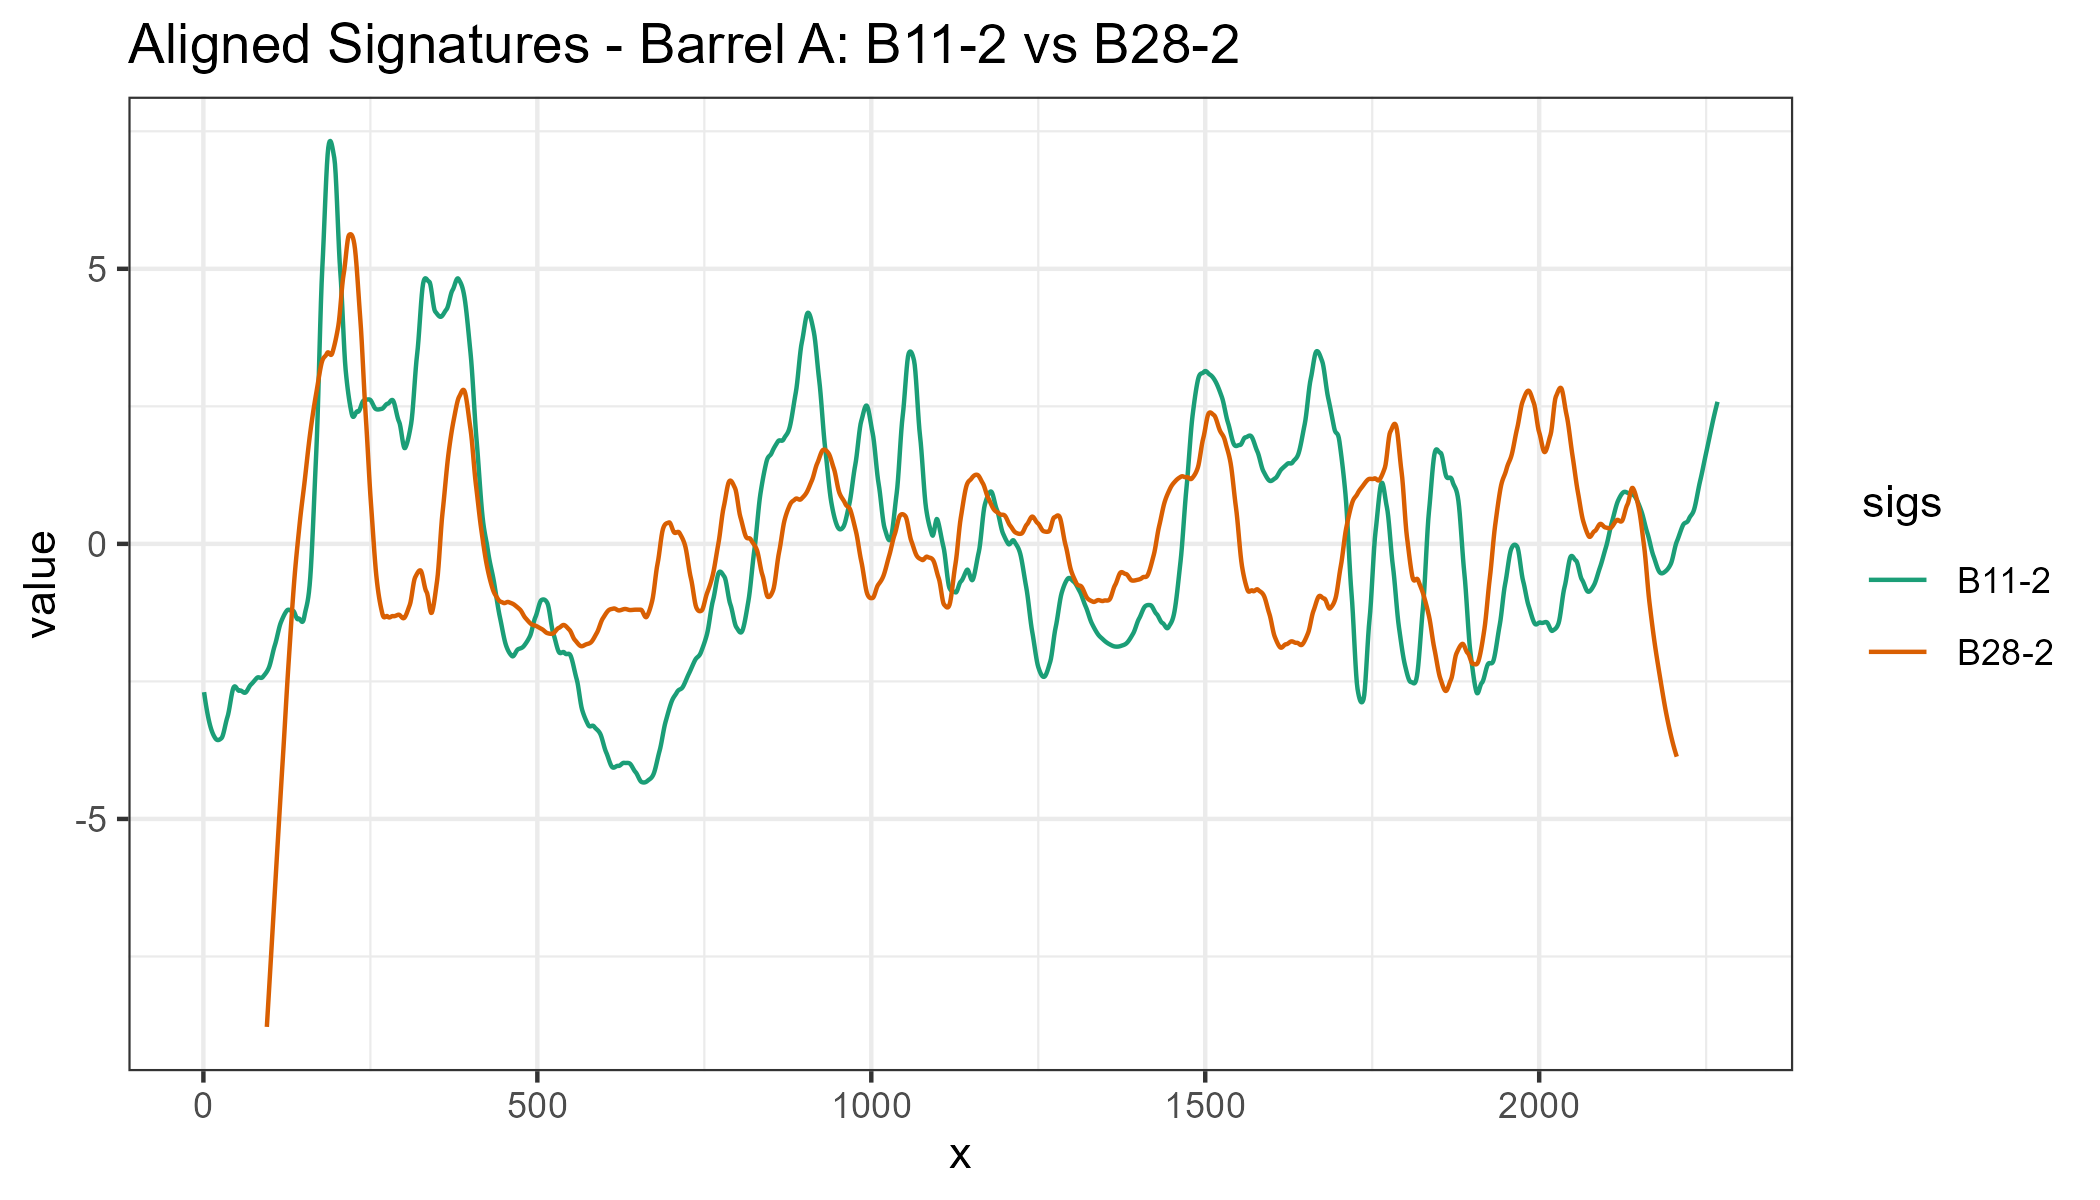 Aligned Signatures - Barrel A: B11-2 vs B28-2
value
5
0
-5
0 500 1000 1500 2000
x
sigs
B11-2
B28-2